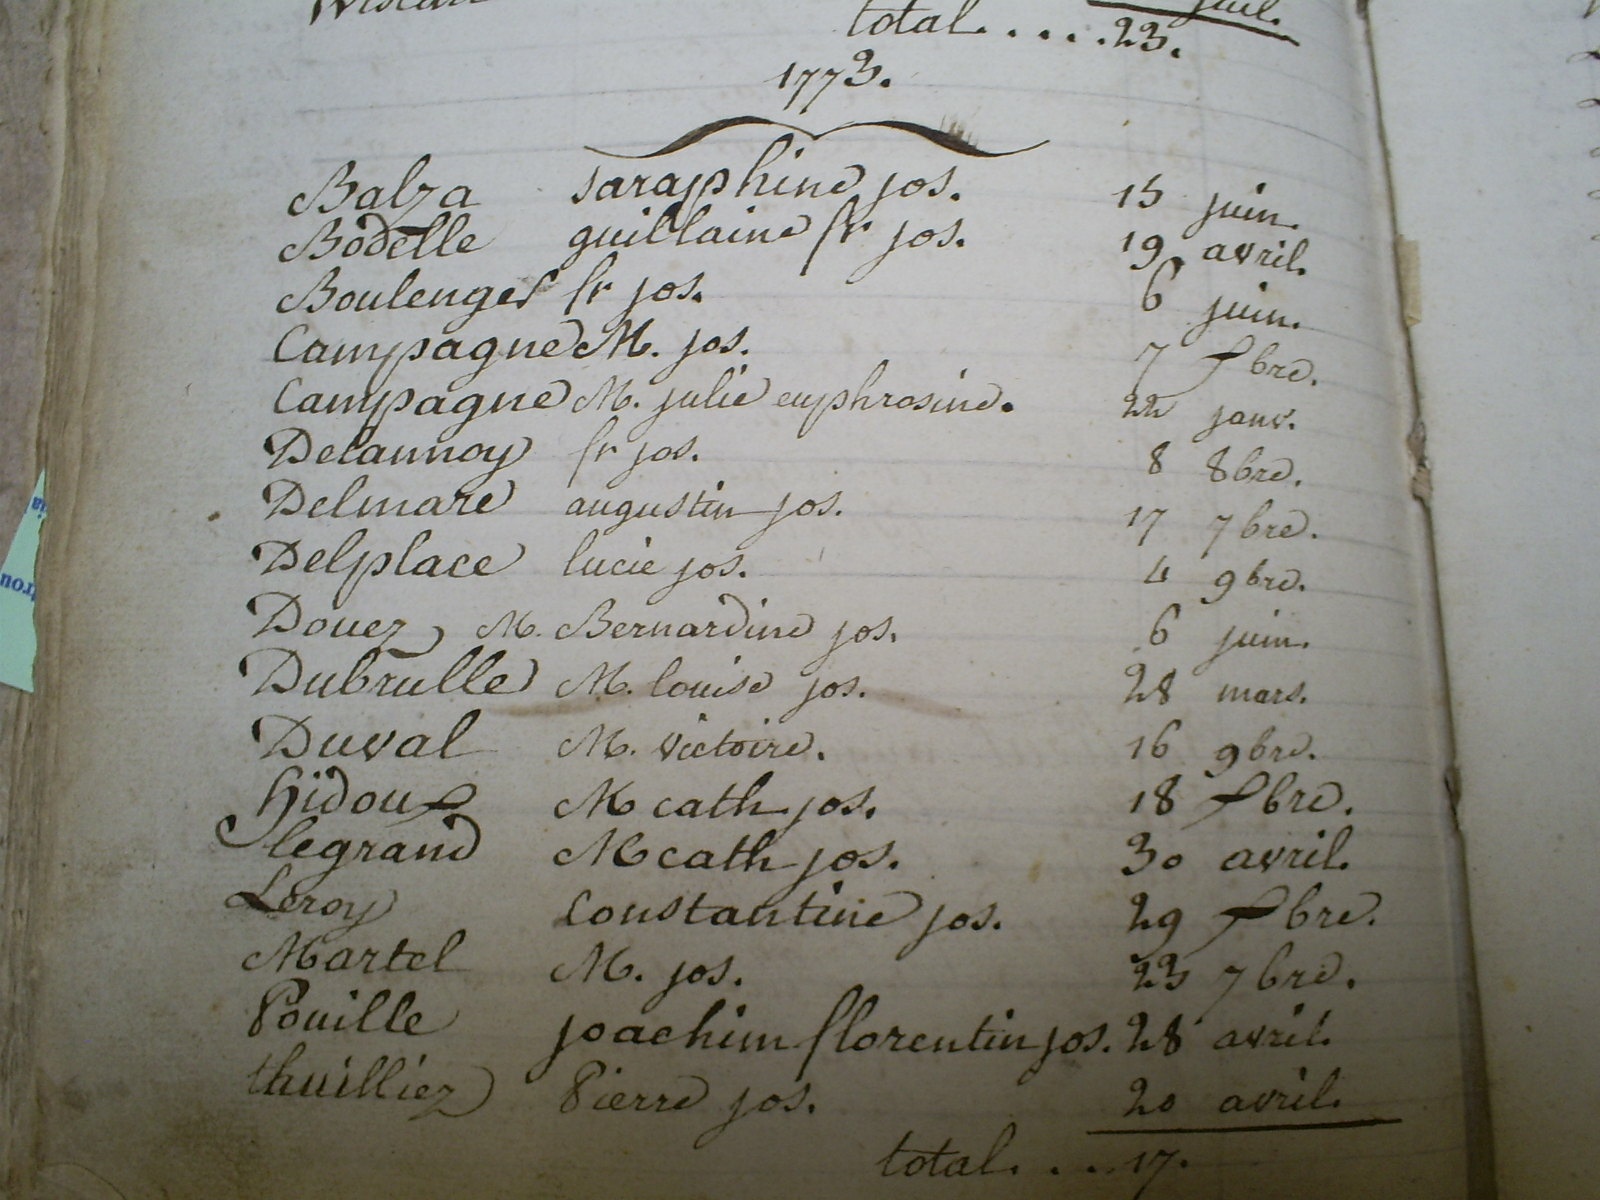 total. . . . . 23.
1773.
Balza saraphine jos. 15 juin.
Bodelle guillaine fr jos. 19 avril.
Boulenger fr jos. 6 juin.
Campagne M. jos. 7 xbre.
Campagne M. julie euphrosine. 22 janv.
Delannoy fr jos. 8 8bre.
Delmare augustin jos. 17 7bre.
Delplace lucie jos. 4 9bre.
Douez M. Bernardine jos. 6 juin.
Dubrulle M. louise jos. 28 mars.
Duval M. victoire. 16 9bre.
hidoux M cath jos. 18 xbre.
legrand M cath jos. 30 avril.
Leroy Constantine jos. 29 xbre.
Martel M. jos. 23 7bre.
Pouille joachim florentin jos. 28 avril.
thuilliez Pierre jos. 20 avril.
total. . . . 17.